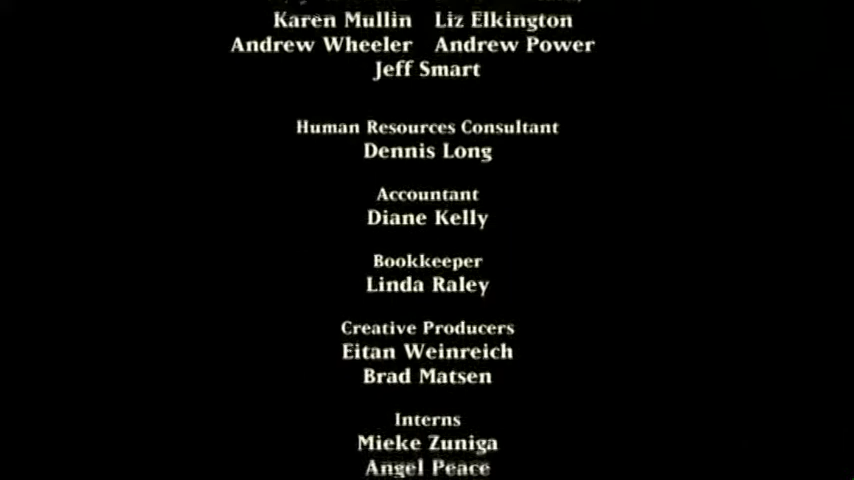 Karen Mullin Liz Elkington
Andrew Wheeler Andrew Power
Jeff Smart
Human Resources Consultant
Dennis Long
Accountant
Diane Kelly
Bookkeeper
Linda Raley
Creative Producers
Eitan Weinreich
Brad Matsen
Interns
Mieke Zuniga
Angel Peace